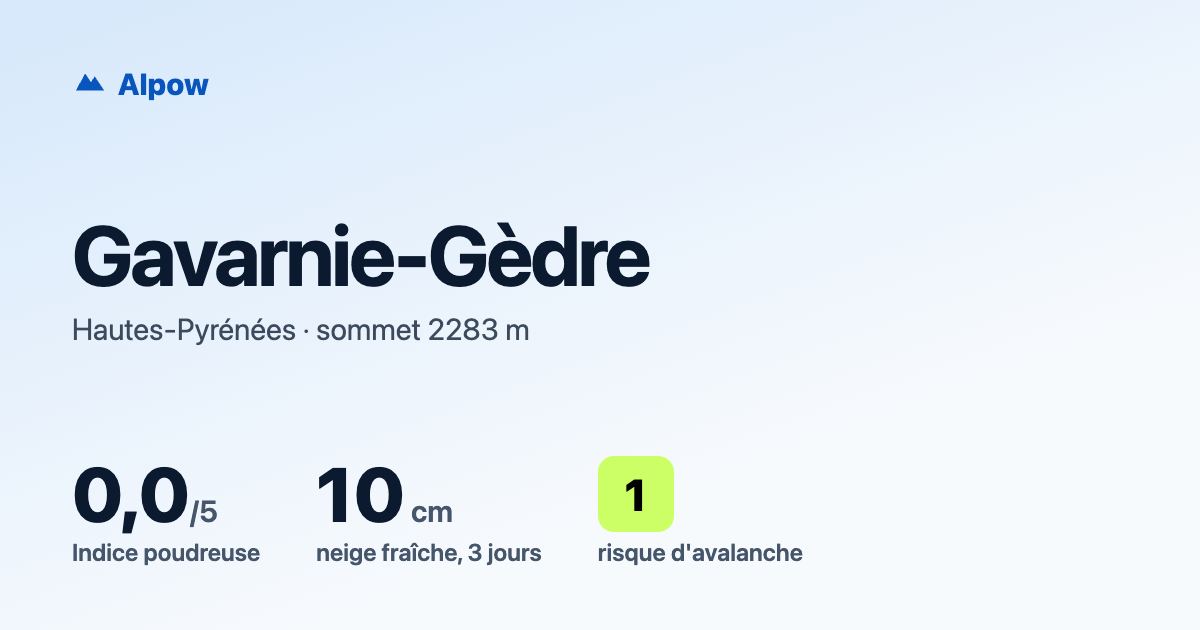 Alpow
Gavarnie-Gèdre
Hautes-Pyrénées · sommet 2283 m
0,0/5 10 cm 1
Indice poudreuse neige fraîche, 3 jours risque d'avalanche